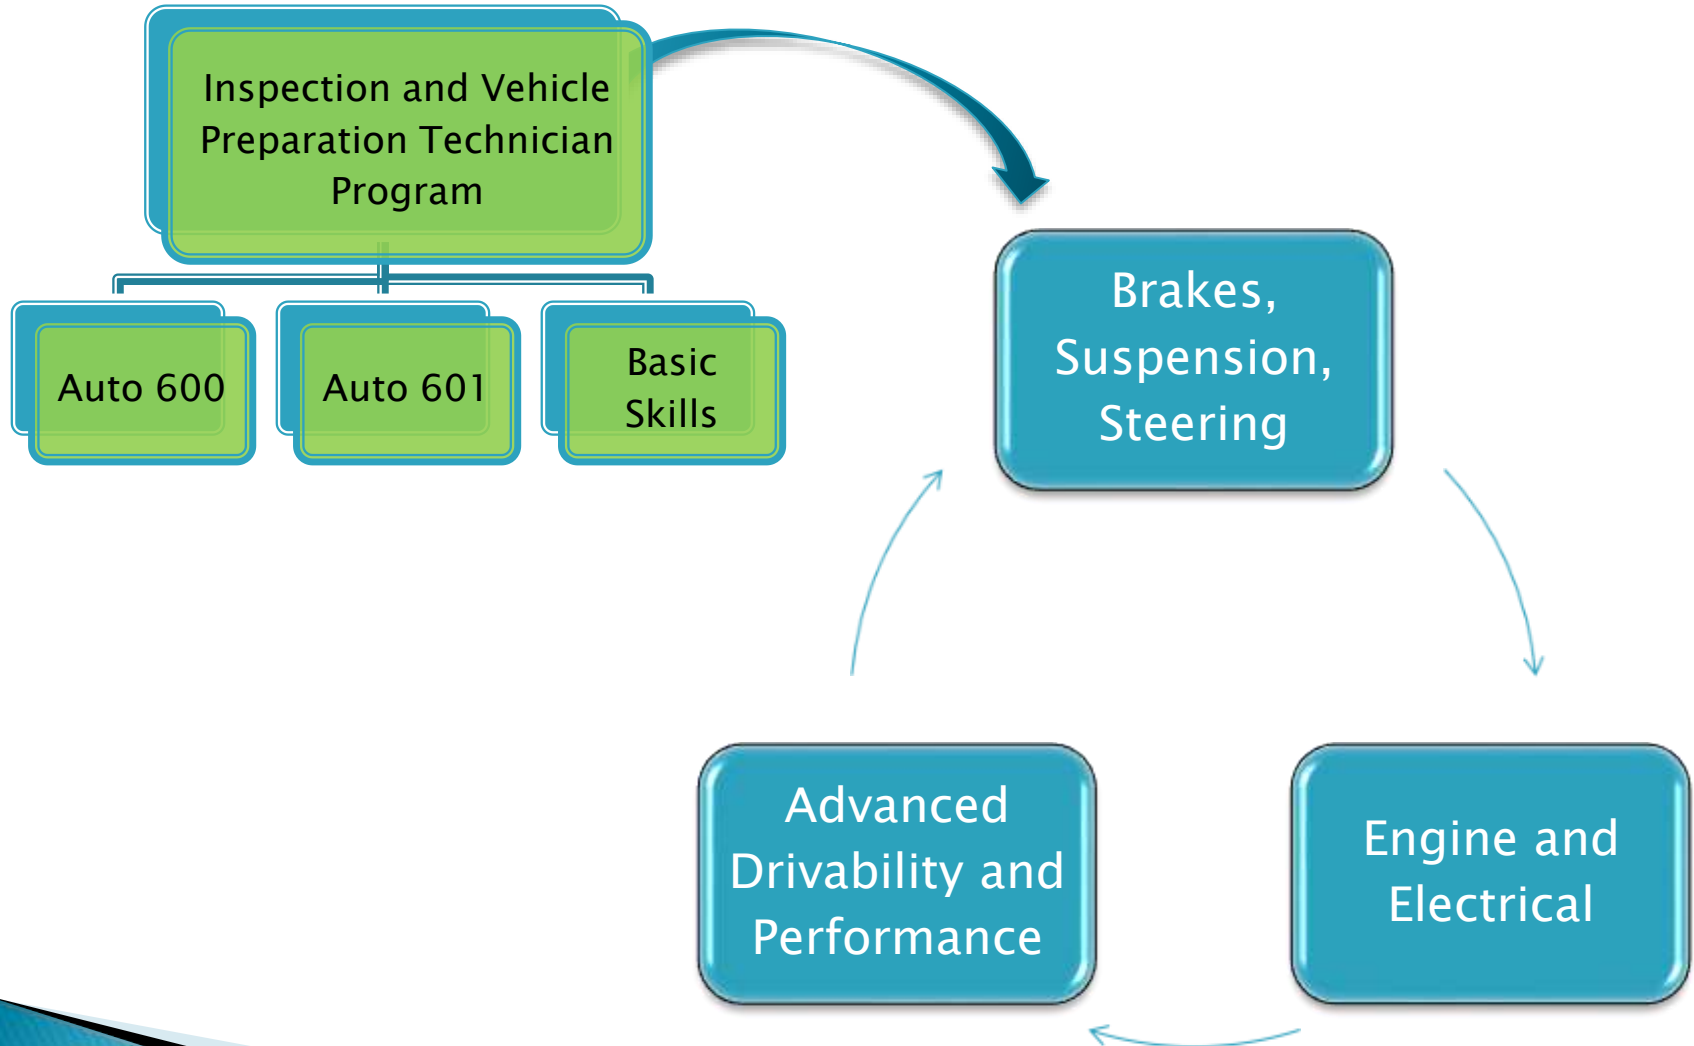 Inspection and Vehicle
Preparation Technician
Program
Auto 600
Auto 601
Basic
Skills
Brakes,
Suspension,
Steering
Engine and
Electrical
Advanced
Drivability and
Performance